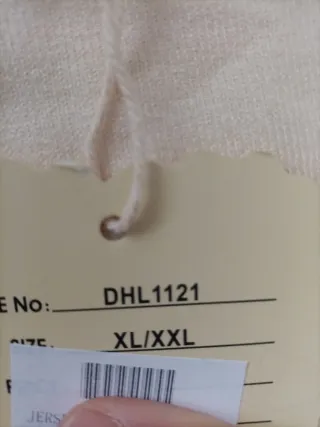 E No: DHL1121
SIZE: XL/XXL
JERS